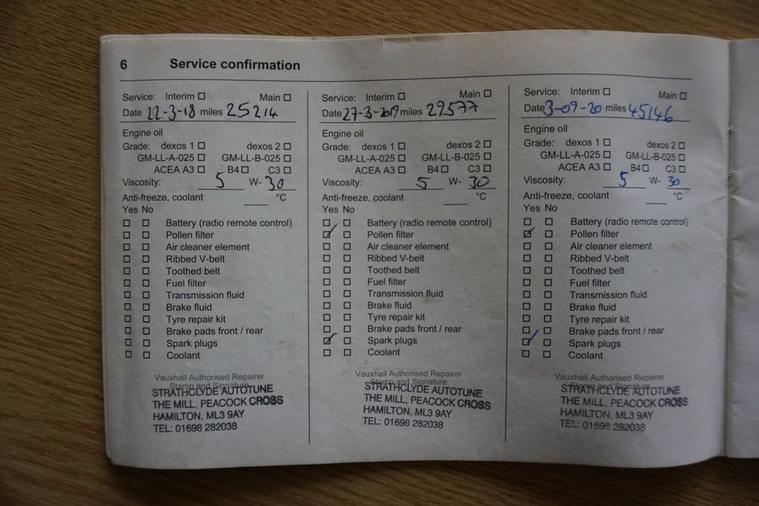 6 Service confirmation
Service: Interim ☐ Main ☐
Date 22-3-18 miles 25214
Engine oil
Grade: dexos 1 ☐ dexos 2 ☐
GM-LL-A-025 ☐ GM-LL-B-025 ☐
ACEA A3 ☐ B4 ☐ C3 ☐
Viscosity: 5 W- 30
Anti-freeze, coolant °C
Yes No
☐ ☐ Battery (radio remote control)
☐ ☐ Pollen filter
☐ ☐ Air cleaner element
☐ ☐ Ribbed V-belt
☐ ☐ Toothed belt
☐ ☐ Fuel filter
☐ ☐ Transmission fluid
☐ ☐ Brake fluid
☐ ☐ Tyre repair kit
☐ ☐ Brake pads front / rear
☐ ☐ Spark plugs
☐ ☐ Coolant
Vauxhall Authorised Repairer
Stamp and Signature
STRATHCLYDE AUTOTUNE
THE MILL, PEACOCK CROSS
HAMILTON, ML3 9AY
TEL: 01698 282038
Service: Interim ☐ Main ☐
Date 27-3-2019 miles 29577
Engine oil
Grade: dexos 1 ☐ dexos 2 ☐
GM-LL-A-025 ☐ GM-LL-B-025 ☐
ACEA A3 ☐ B4 ☐ C3 ☐
Viscosity: 5 W- 30
Anti-freeze, coolant °C
Yes No
☐ ☐ Battery (radio remote control)
☑ ☐ Pollen filter
☐ ☐ Air cleaner element
☐ ☐ Ribbed V-belt
☐ ☐ Toothed belt
☐ ☐ Fuel filter
☐ ☐ Transmission fluid
☐ ☐ Brake fluid
☐ ☐ Tyre repair kit
☐ ☐ Brake pads front / rear
☑ ☐ Spark plugs
☐ ☐ Coolant
Vauxhall Authorised Repairer
Stamp and Signature
STRATHCLYDE AUTOTUNE
THE MILL, PEACOCK CROSS
HAMILTON, ML3 9AY
TEL: 01698 282038
Service: Interim ☐ Main ☐
Date 3-09-20 miles 45146
Engine oil
Grade: dexos 1 ☐ dexos 2 ☐
GM-LL-A-025 ☐ GM-LL-B-025 ☐
ACEA A3 ☐ B4 ☐ C3 ☐
Viscosity: 5 W- 30
Anti-freeze, coolant °C
Yes No
☐ ☐ Battery (radio remote control)
☑ ☐ Pollen filter
☐ ☐ Air cleaner element
☐ ☐ Ribbed V-belt
☐ ☐ Toothed belt
☐ ☐ Fuel filter
☐ ☐ Transmission fluid
☐ ☐ Brake fluid
☐ ☐ Tyre repair kit
☐ ☐ Brake pads front / rear
☑ ☐ Spark plugs
☐ ☐ Coolant
Vauxhall Authorised Repairer
Stamp and Signature
STRATHCLYDE AUTOTUNE
THE MILL, PEACOCK CROSS
HAMILTON, ML3 9AY
TEL: 01698 282038